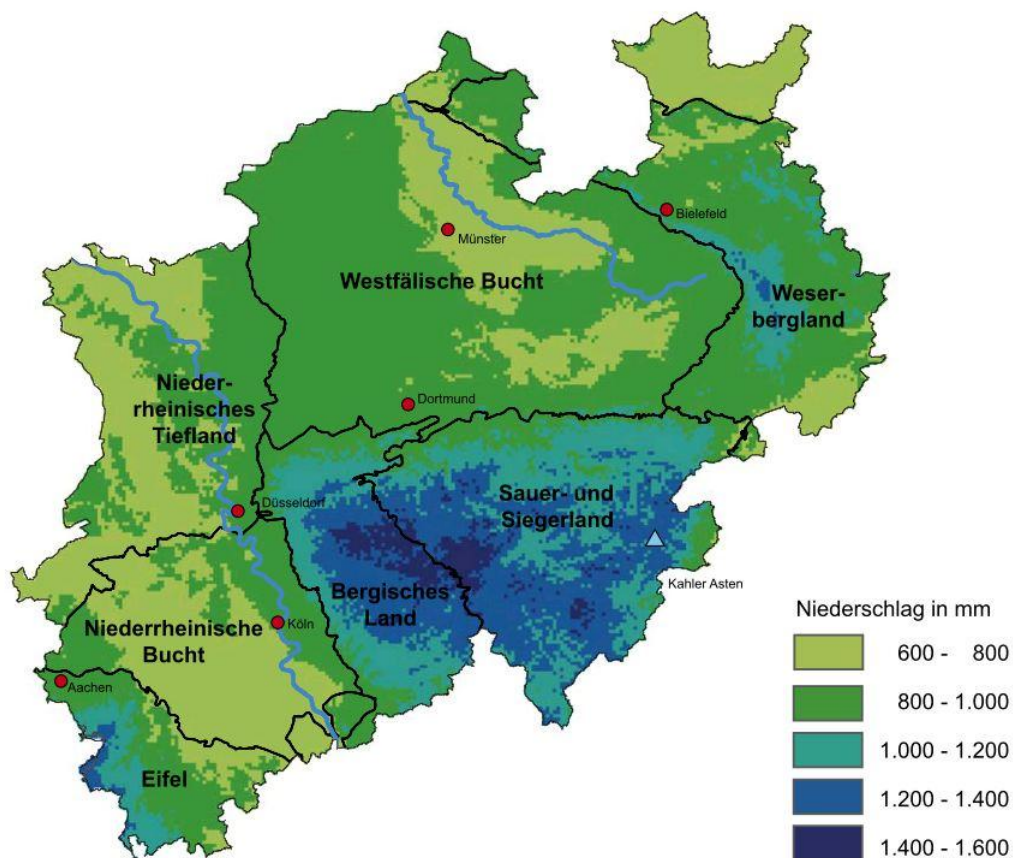 Münster
Bielefeld
Westfälische Bucht
Weser-
bergland
Nieder-
rheinisches
Tiefland
Dortmund
Düsseldorf
Sauer- und
Siegerland
Kahler Asten
Bergisches
Land
Niederrheinische
Bucht
Köln
Aachen
Eifel
Niederschlag in mm
600 - 800
800 - 1.000
1.000 - 1.200
1.200 - 1.400
1.400 - 1.600